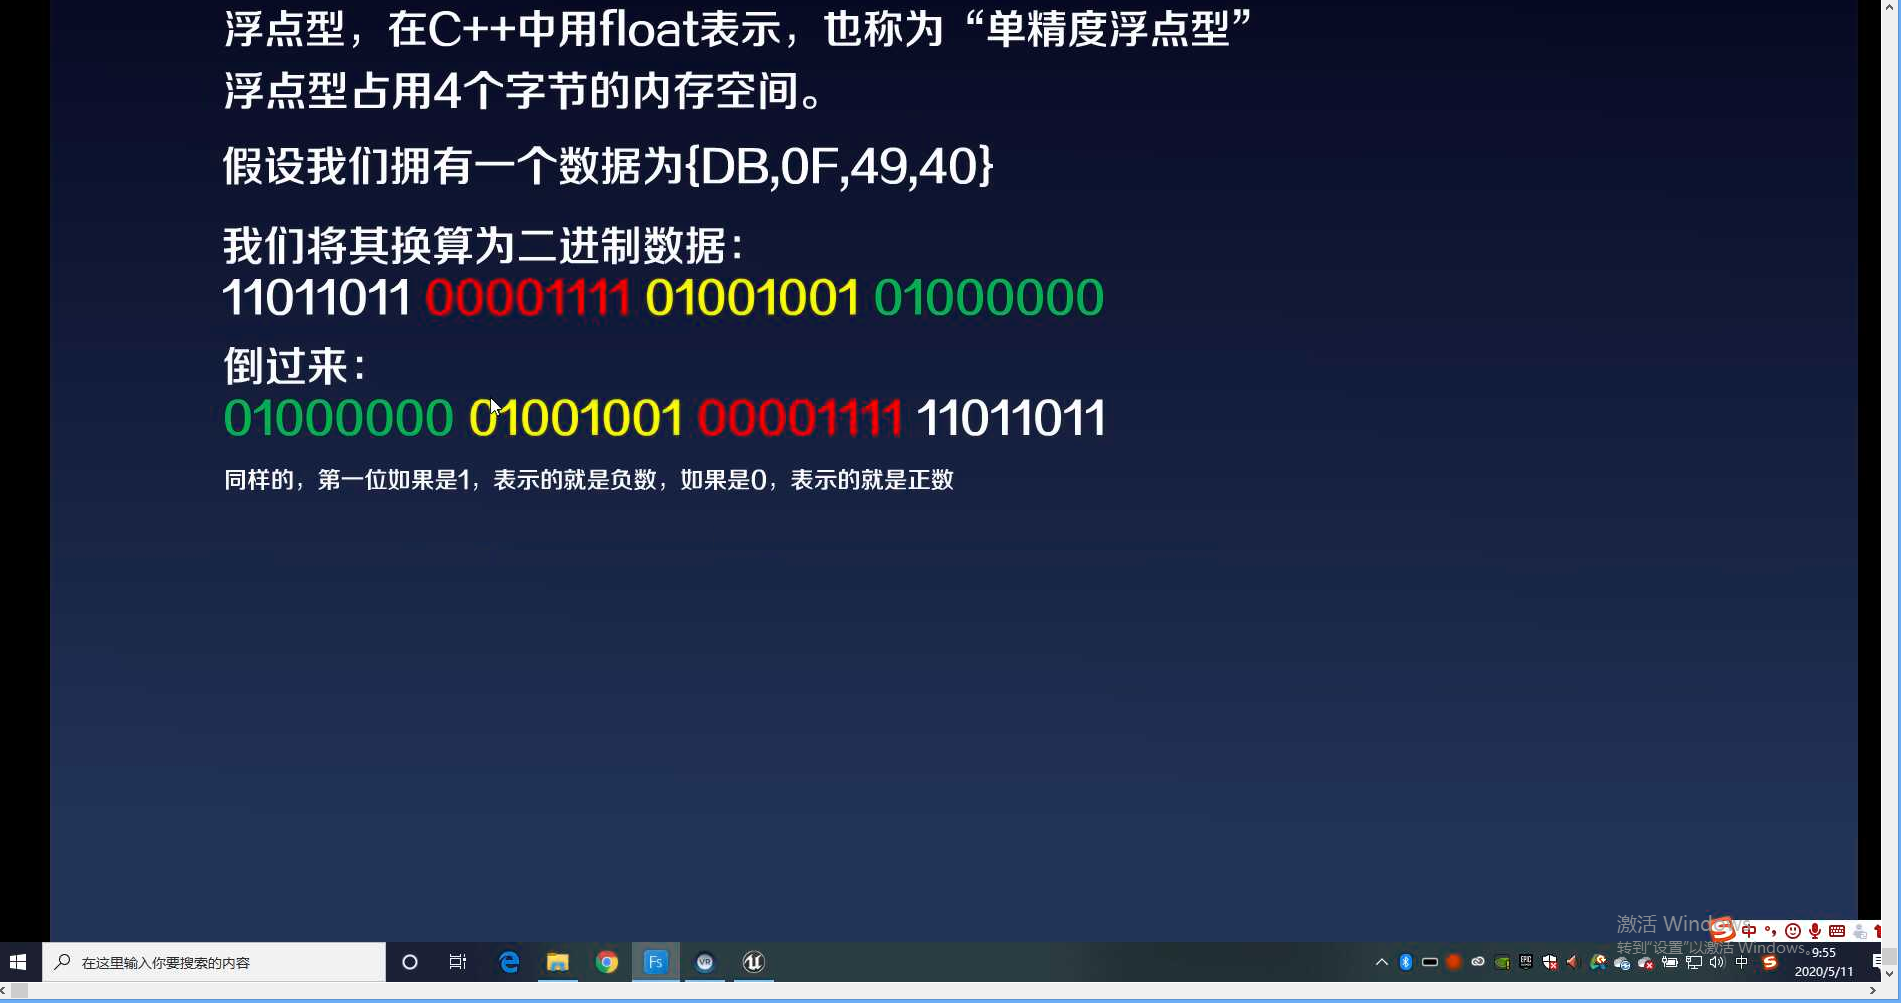 浮点型，在C++中用float表示，也称为“单精度浮点型”
浮点型占用4个字节的内存空间。
假设我们拥有一个数据为{DB,0F,49,40}
我们将其换算为二进制数据：
11011011 00001111 01001001 01000000
倒过来：
01000000 01001001 00001111 11011011
同样的，第一位如果是1，表示的就是负数，如果是0，表示的就是正数
激活 Windows
中
转到“设置”以激活 Windows。
在这里输入你要搜索的内容
Fs
VR
中
9:55
2020/5/11